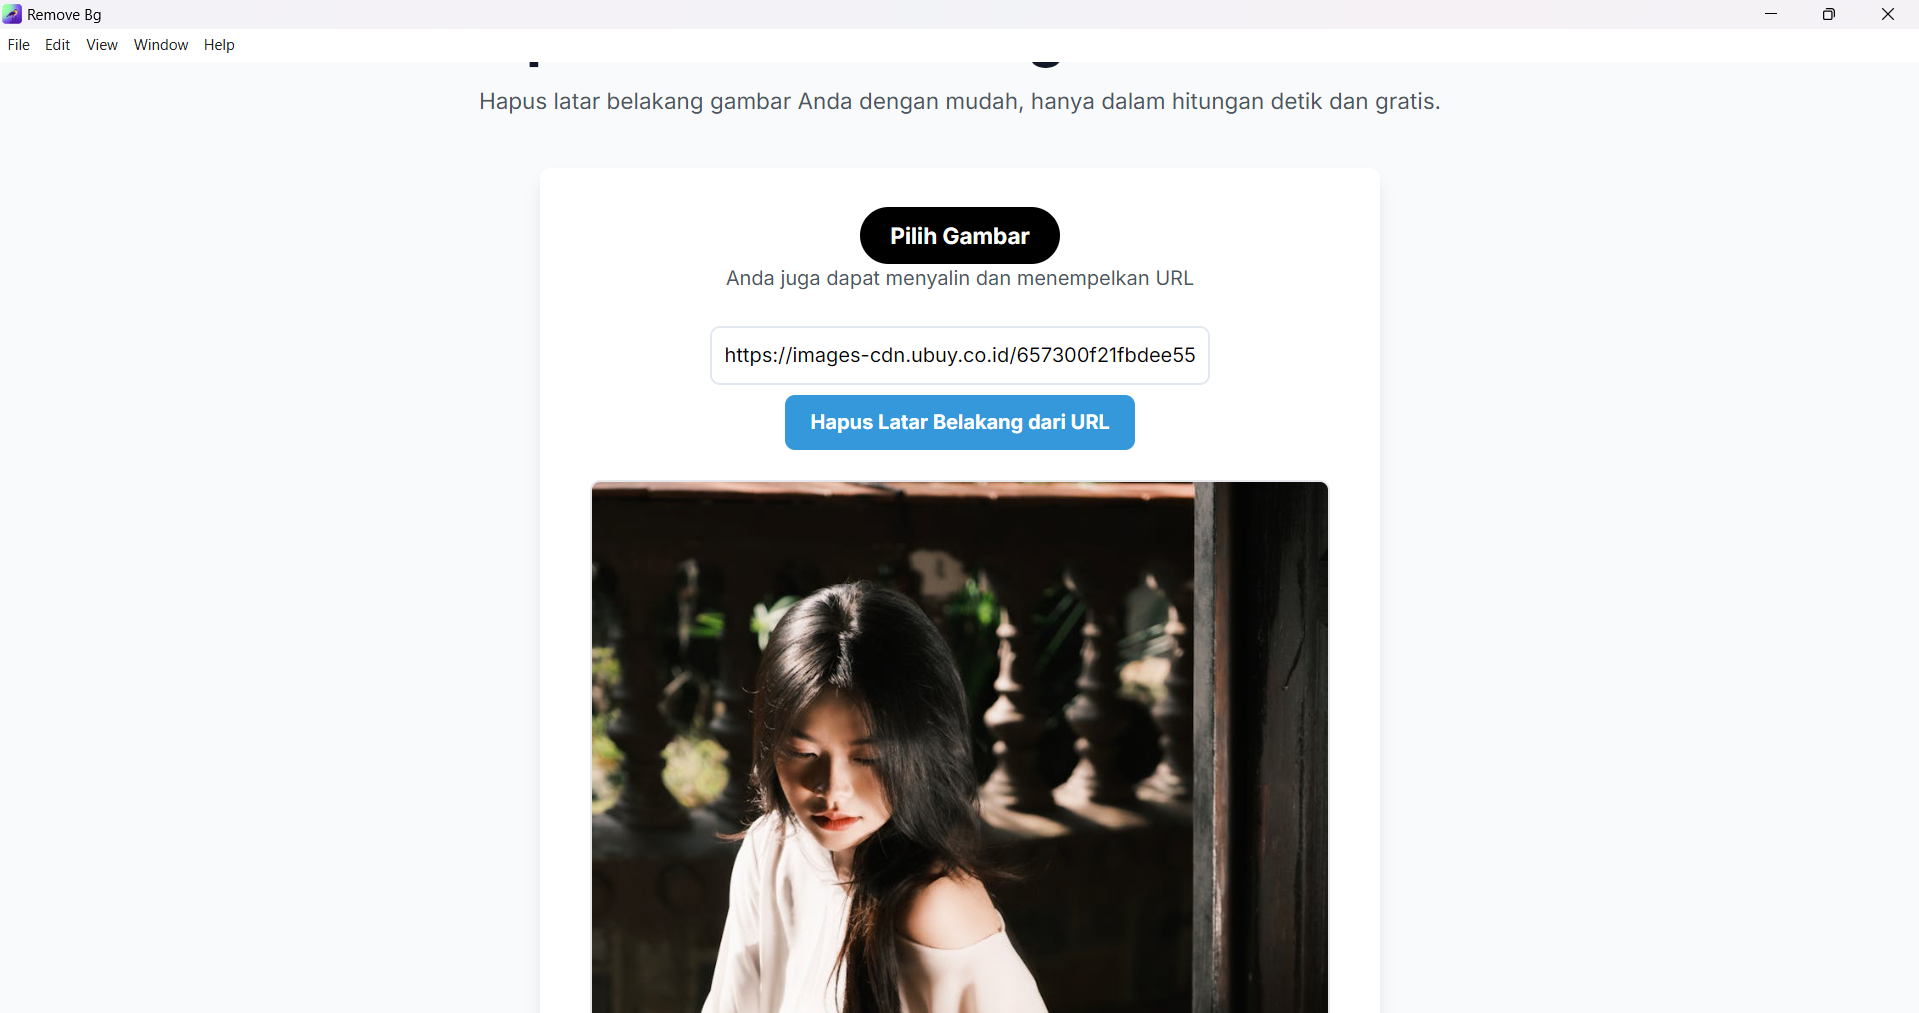 Remove Bg
File Edit View Window Help
Hapus latar belakang gambar Anda dengan mudah, hanya dalam hitungan detik dan gratis.
Pilih Gambar
Anda juga dapat menyalin dan menempelkan URL
https://images-cdn.ubuy.co.id/657300f21fbdee55
Hapus Latar Belakang dari URL